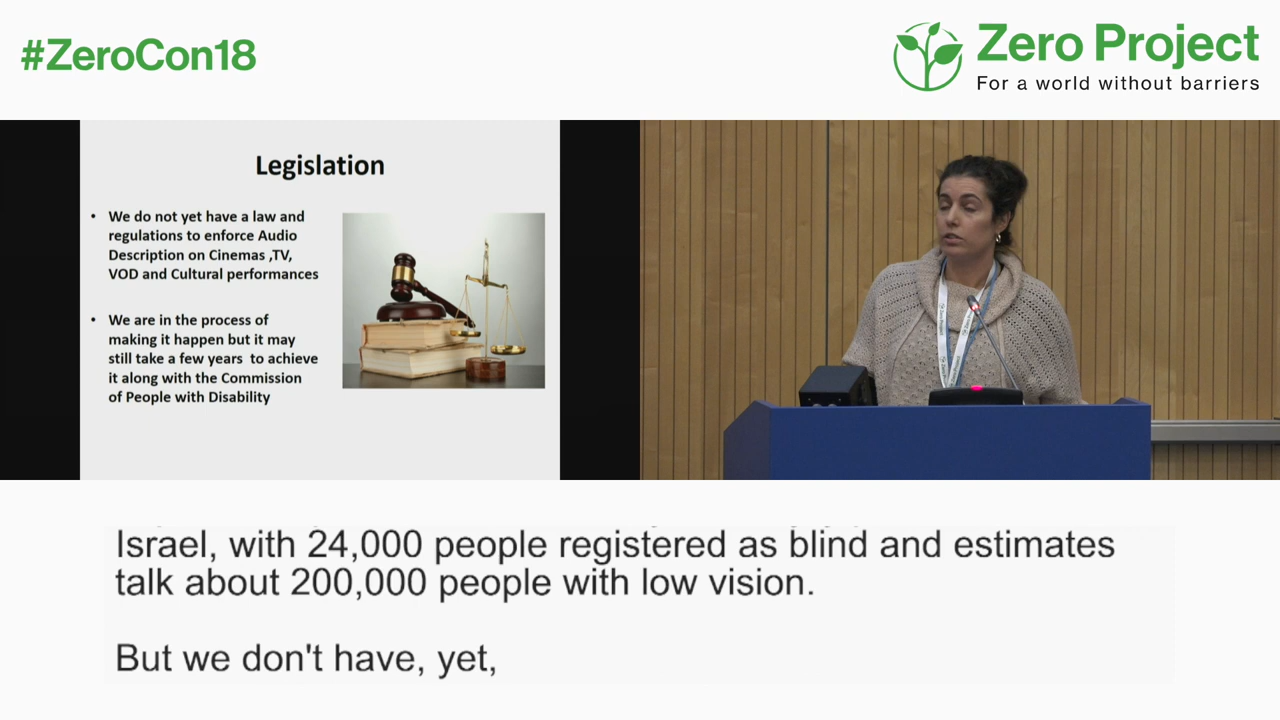 #ZeroCon18
Zero Project
For a world without barriers
Legislation
• We do not yet have a law and
regulations to enforce Audio
Description on Cinemas ,TV,
VOD and Cultural performances
• We are in the process of
making it happen but it may
still take a few years to achieve
it along with the Commission
of People with Disability
Israel, with 24,000 people registered as blind and estimates
talk about 200,000 people with low vision.
But we don't have, yet,